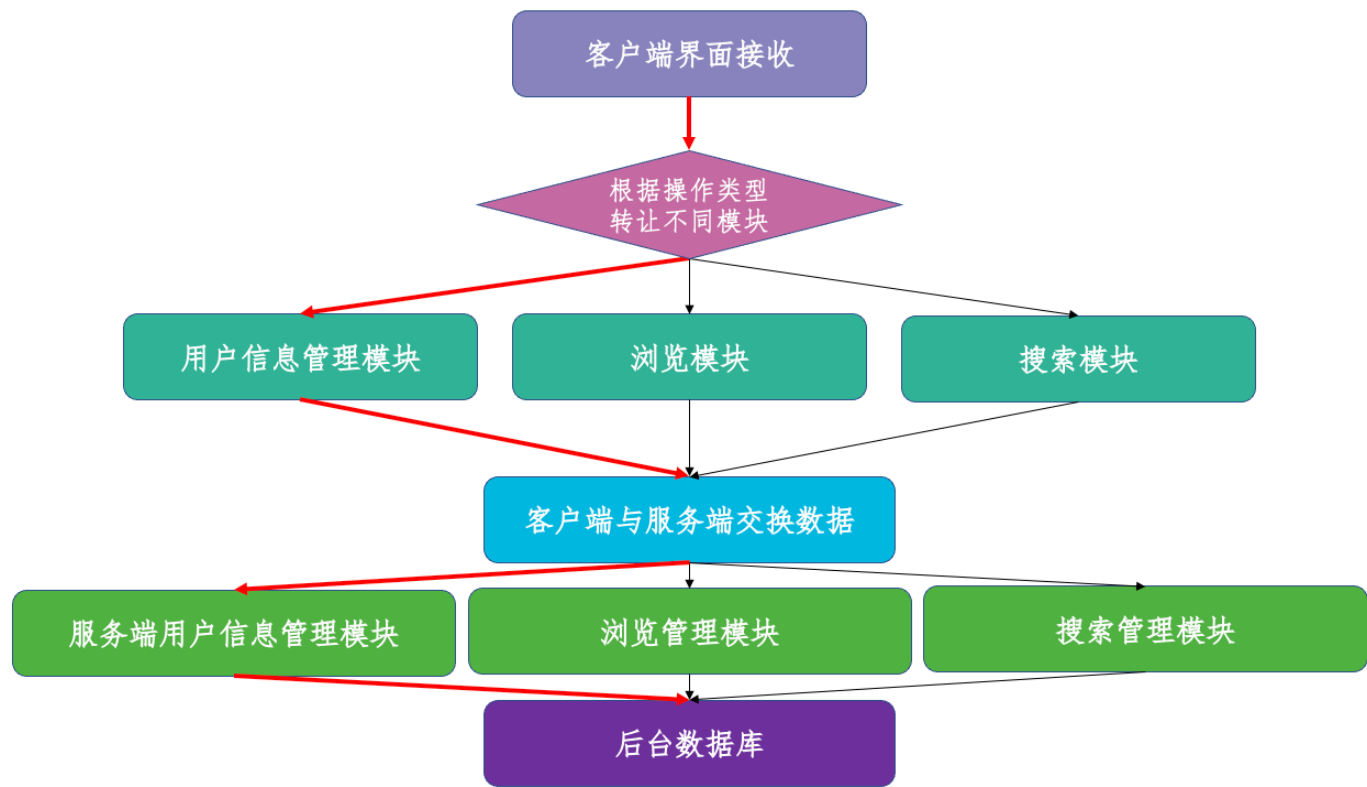 客户端界面接收
根据操作类型
转让不同模块
用户信息管理模块
浏览模块
搜索模块
客户端与服务端交换数据
服务端用户信息管理模块
浏览管理模块
搜索管理模块
后台数据库